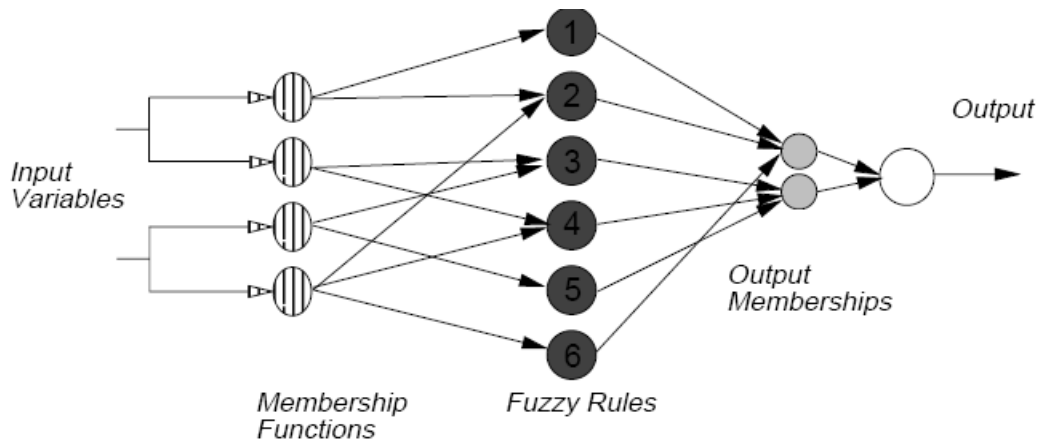 1
2
3
4
5
6
Input
Variables
Membership
Functions
Fuzzy Rules
Output
Memberships
Output